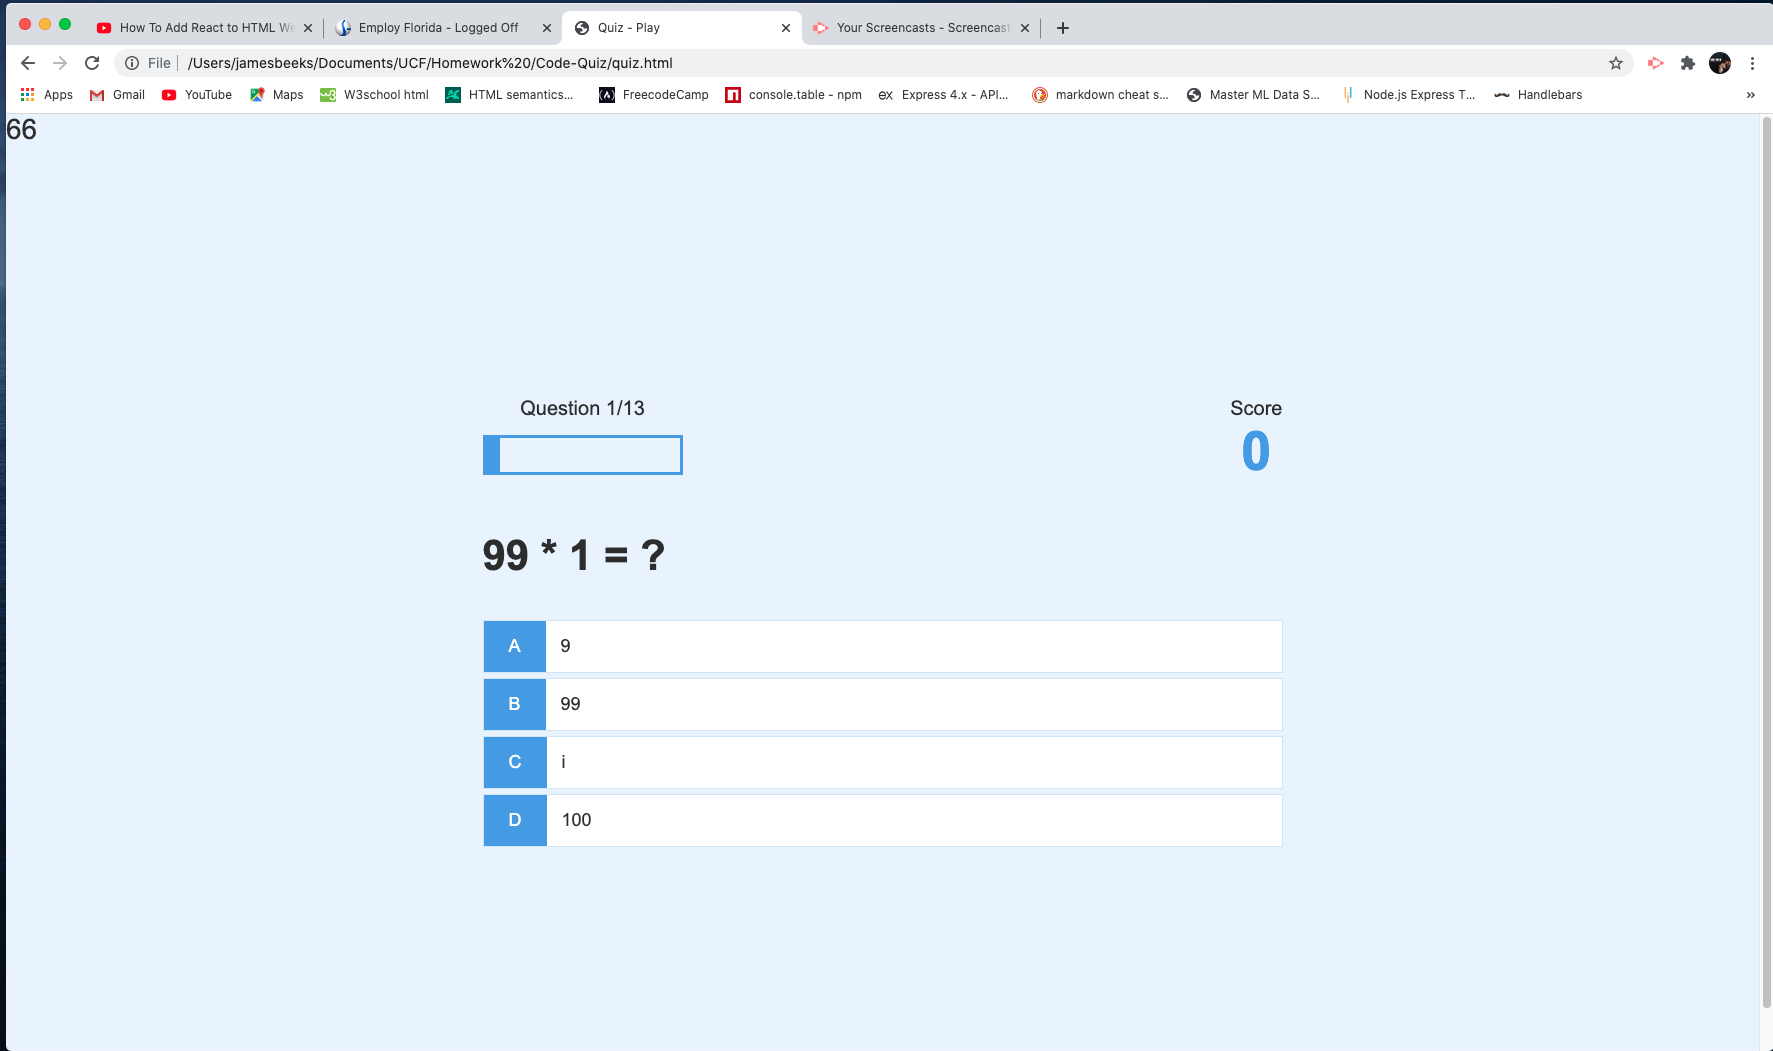 How To Add React to HTML We
Employ Florida - Logged Off
Quiz - Play
Your Screencasts - Screencast
File
/Users/jamesbeeks/Documents/UCF/Homework%20/Code-Quiz/quiz.html
Apps
Gmail
YouTube
Maps
W3school html
HTML semantics...
FreecodeCamp
console.table - npm
EX
Express 4.x - API...
markdown cheat s...
Master ML Data S...
Node.js Express T...
Handlebars
»
66
Question 1/13
Score
0
99 * 1 = ?
A 9
B 99
C i
D 100